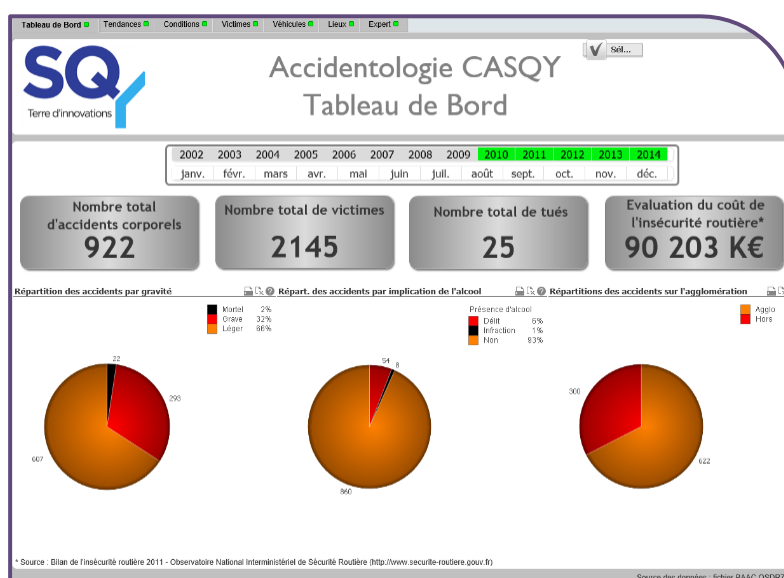 Tableau de Bord Tendances Conditions Victimes Véhicules Lieux Expert
SQY
Terre d'innovations
Accidentologie CASQY
Tableau de Bord
Sél...
2002 2003 2004 2005 2006 2007 2008 2009 2010 2011 2012 2013 2014
janv. févr. mars avr. mai juin juil. août sept. oct. nov. déc.
Nombre total
d'accidents corporels
922
Nombre total de victimes
2145
Nombre total de tués
25
Evaluation du coût de
l'insécurité routière*
90 203 K€
Répartition des accidents par gravité
Mortel 2%
Grave 32%
Léger 66%
22
293
607
Répart. des accidents par implication de l'alcool
Présence d'alcool
Délit 6%
Infraction 1%
Non 93%
54
8
860
Répartitions des accidents sur l'agglomération
Agglo
Hors
300
622
* Source : Bilan de l'insécurité routière 2011 - Observatoire National Interministériel de Sécurité Routière (http://www.securite-routiere.gouv.fr)
Source des données : fichier BAAC